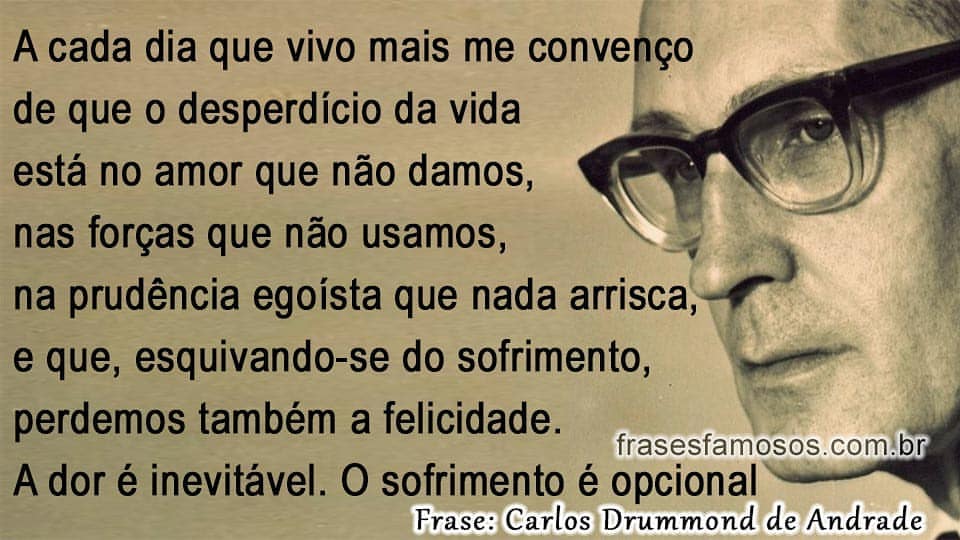 A cada dia que vivo mais me convenço
de que o desperdício da vida
está no amor que não damos,
nas forças que não usamos,
na prudência egoísta que nada arrisca,
e que, esquivando-se do sofrimento,
perdemos também a felicidade.
frasesfamosos.com.br
A dor é inevitável. O sofrimento é opcional
Frase: Carlos Drummond de Andrade